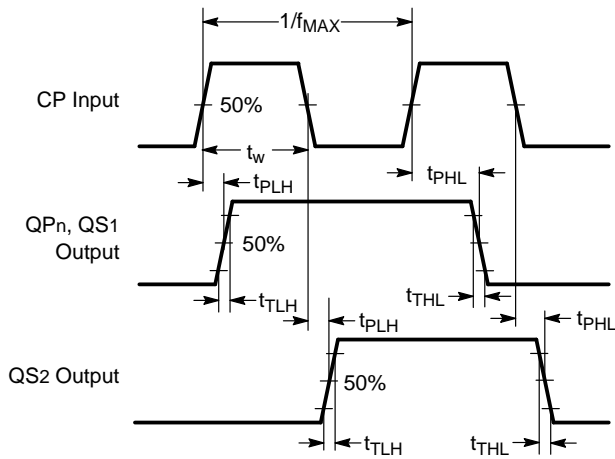 1/fMAX
CP Input
50%
tw
tPLH
tPHL
QPn, QS1
Output
50%
tTLH
tTHL
tPLH
tPHL
QS2 Output
50%
tTLH
tTHL